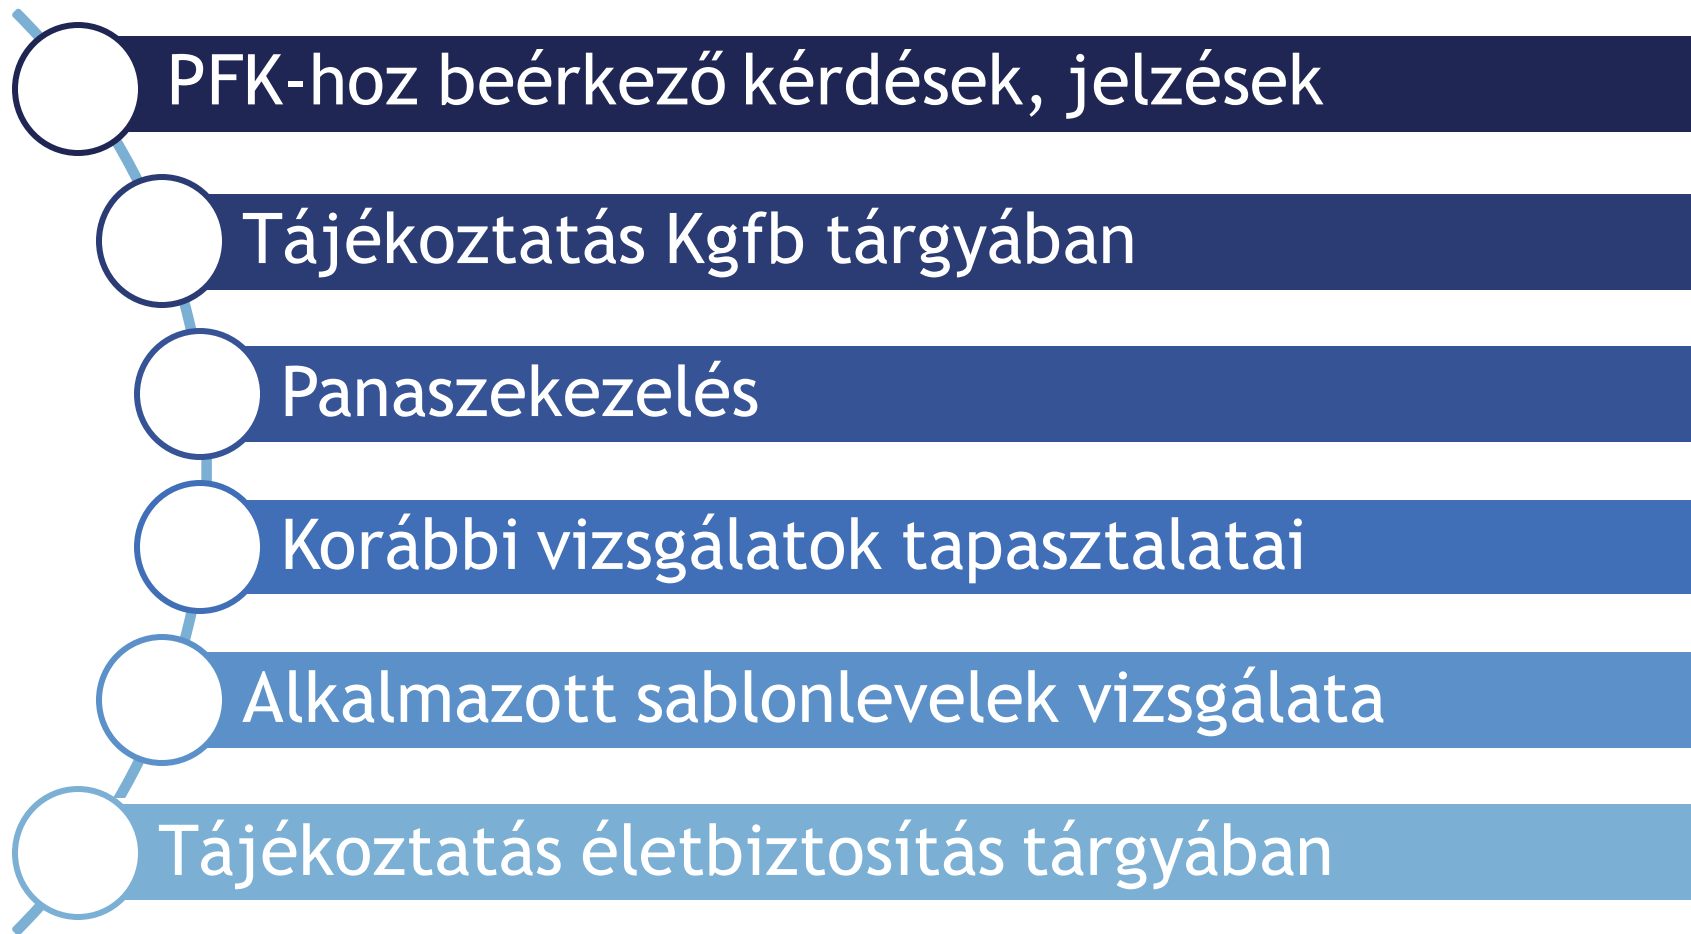 PFK-hoz beérkező kérdések, jelzések
Tájékoztatás Kgfb tárgyában
Panaszekezelés
Korábbi vizsgálatok tapasztalatai
Alkalmazott sablonlevelek vizsgálata
Tájékoztatás életbiztosítás tárgyában